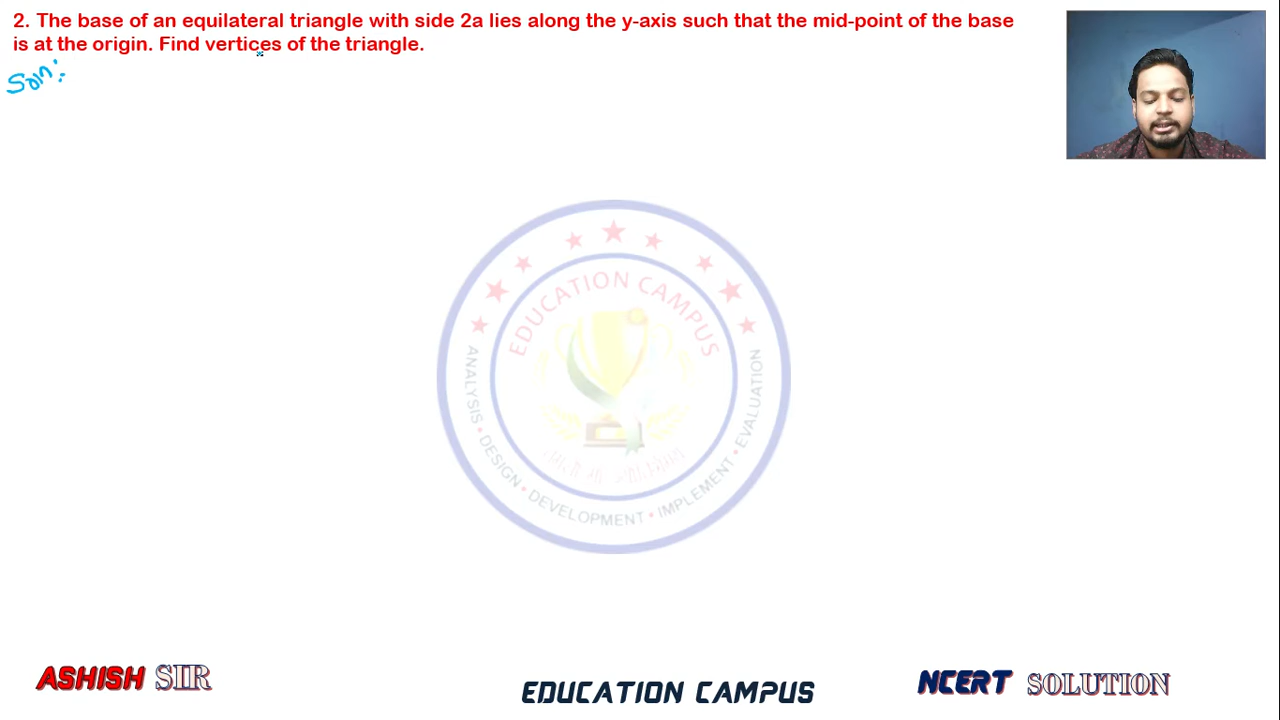 2. The base of an equilateral triangle with side 2a lies along the y-axis such that the mid-point of the base
is at the origin. Find vertices of the triangle.
Soln:
EDUCATION CAMPUS
ANALYSIS • DESIGN • DEVELOPMENT • IMPLEMENT • EVALUATION
ASHISH SIR
EDUCATION CAMPUS
NCERT SOLUTION